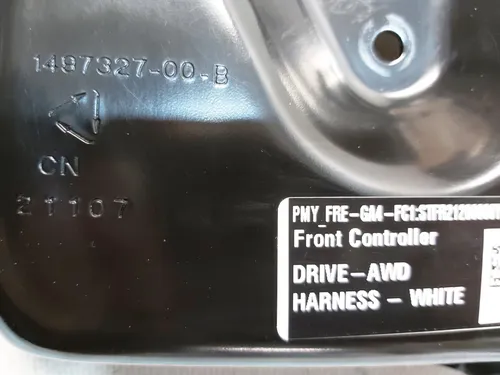 1497327-00-B
CN
21107
Front Controller
DRIVE-AWD
HARNESS - WHITE